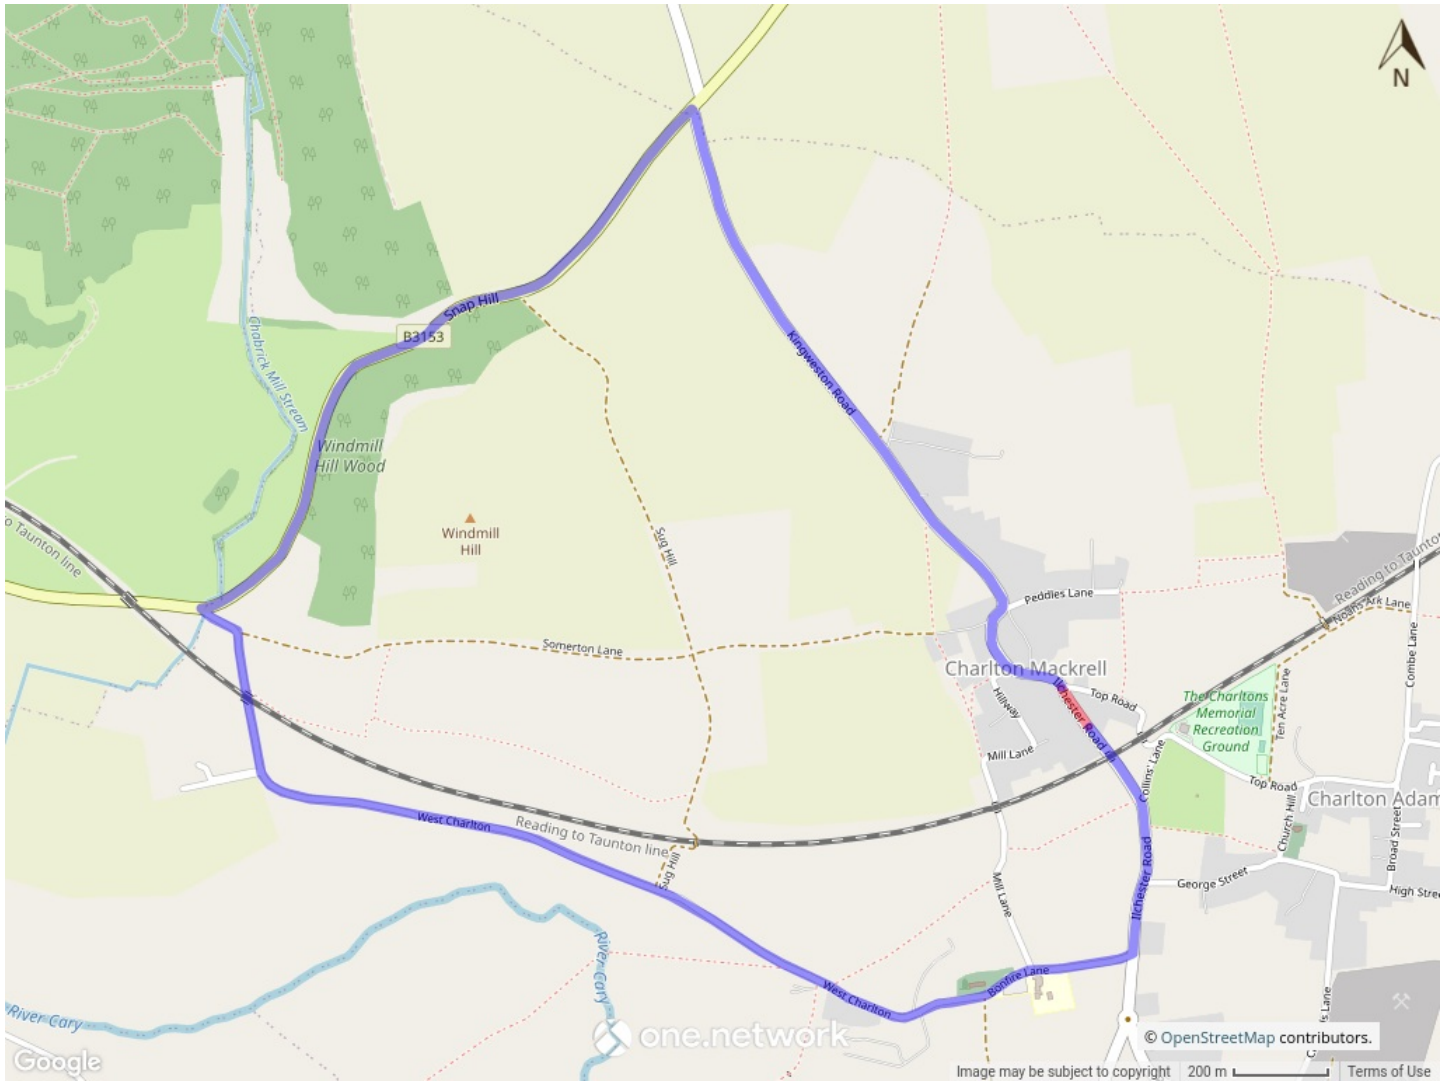 N
Snap Hill
B3153
Chabrick Mill Stream
Kingweston Road
Windmill
Hill Wood
Windmill
Hill
Sug Hill
to Taunton line
Reading to Taunton
Noahs Ark Lane
Peddles Lane
Combe Lane
Somerton Lane
Charlton Mackrell
Ilchester Road
Top Road
Hillway
The Charltons
Memorial
Recreation
Ground
Ten Acre Lane
Mill Lane
Collins' Lane
Top Road
Charlton Adam
Church Hill
Broad Street
West Charlton
Reading to Taunton line
Sug Hill
Mill Lane
Ilchester Road
George Street
High Stree
River Cary
Bonfire Lane
West Charlton
River Cary
one.network
© OpenStreetMap contributors.
Google
Image may be subject to copyright
200 m
Terms of Use